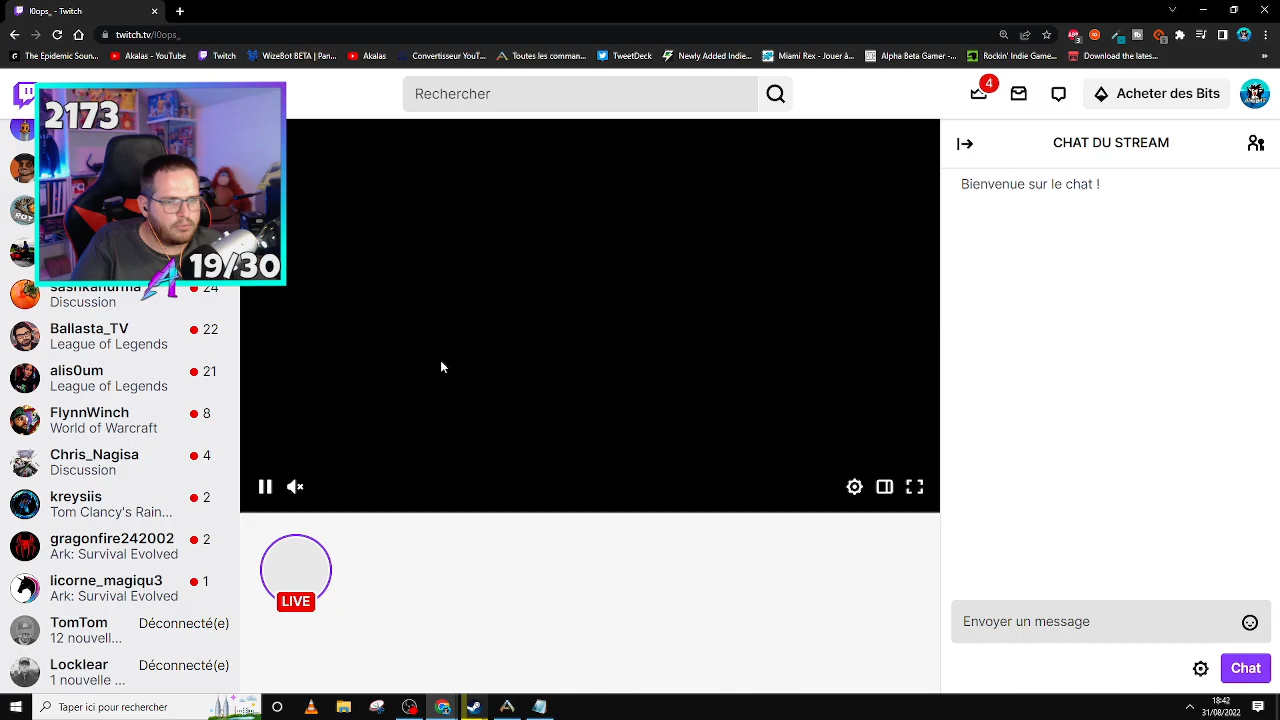 l0ops_ - Twitch
twitch.tv/l0ops_
The Epidemic Soun...
Akalas - YouTube
Twitch
WizeBOT BETA | Pan...
Akalas
Convertisseur YouT...
Toutes les comman...
TweetDeck
Newly Added Indie...
Miami Rex - Jouer à...
Alpha Beta Gamer -...
Rockin' Indie Game...
Download the lates...
»
Rechercher
4
Acheter des Bits
2173
19/30
CHAT DU STREAM
Bienvenue sur le chat !
24
Discussion
Ballasta_TV
22
League of Legends
alis0um
21
League of Legends
FlynnWinch
8
World of Warcraft
Chris_Nagisa
4
Discussion
kreysiis
2
Tom Clancy's Rain...
gragonfire242002
2
Ark: Survival Evolved
licorne_magiqu3
1
Ark: Survival Evolved
TomTom
Déconnecté(e)
12 nouvell...
Locklear
Déconnecté(e)
1 nouvelle ...
LIVE
Envoyer un message
Chat
Taper ici pour rechercher
18:42
31/08/2022